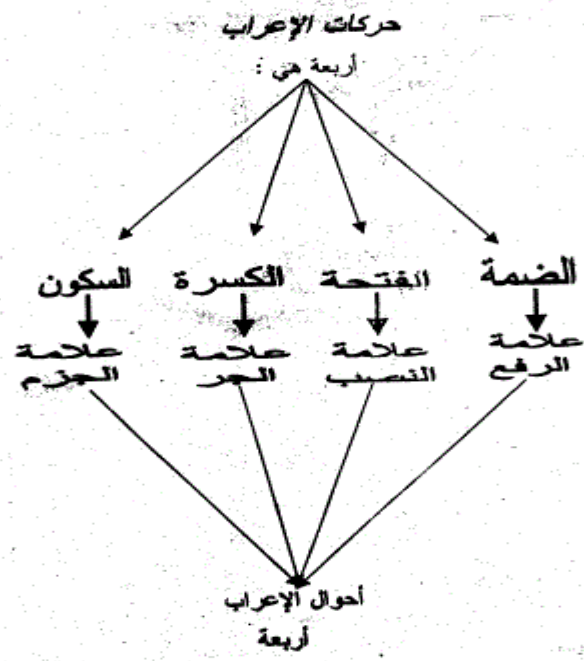 حركات الإعراب
أربعة هي :
الضمة
الفتحة
الكسرة
السكون
علامة
الرفع
علامة
النصب
علامة
الجر
علامة
الجزم
أحوال الإعراب
أربعة